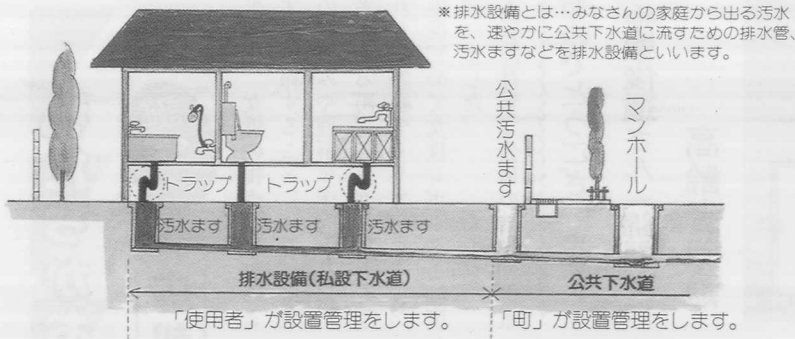 ※排水設備とは…みなさんの家庭から出る汚水
を、速やかに公共下水道に流すための排水管、
汚水ますなどを排水設備といいます。
公共汚水ます
マンホール
トラップ
トラップ
汚水ます
汚水ます
汚水ます
排水設備(私設下水道)
公共下水道
「使用者」が設置管理をします。
「町」が設置管理をします。